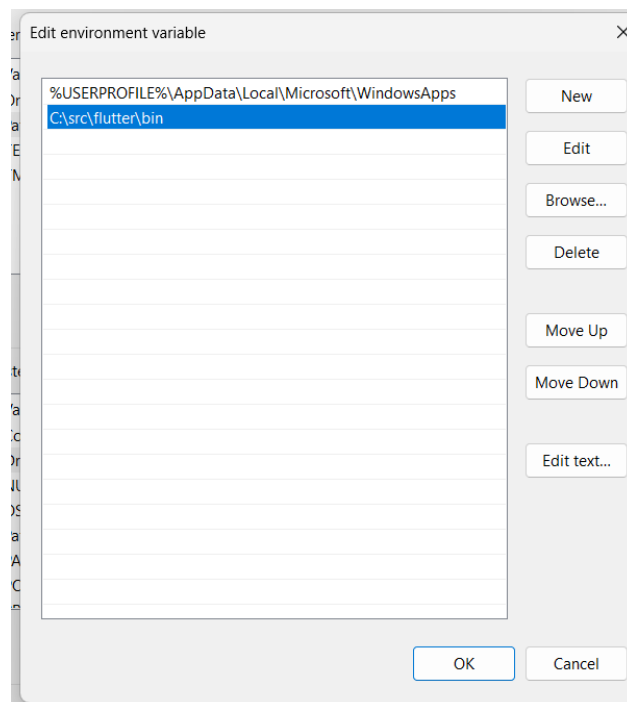 Edit environment variable
%USERPROFILE%\AppData\Local\Microsoft\WindowsApps
C:\src\flutter\bin
New
Edit
Browse...
Delete
Move Up
Move Down
Edit text...
OK
Cancel